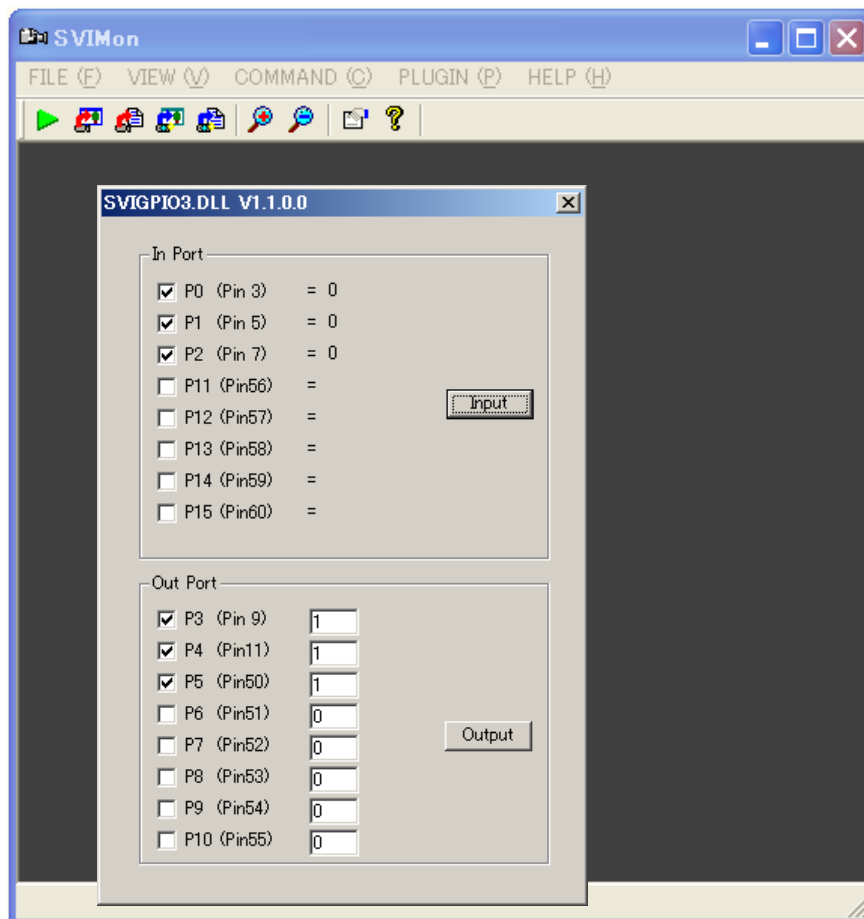 SVIMon
FILE (F) VIEW (V) COMMAND (C) PLUGIN (P) HELP (H)
SVIGPIO3.DLL V1.1.0.0
In Port
P0 (Pin 3) = 0
P1 (Pin 5) = 0
P2 (Pin 7) = 0
P11 (Pin56) =
P12 (Pin57) =
P13 (Pin58) =
P14 (Pin59) =
P15 (Pin60) =
Input
Out Port
P3 (Pin 9) 1
P4 (Pin11) 1
P5 (Pin50) 1
P6 (Pin51) 0
P7 (Pin52) 0
P8 (Pin53) 0
P9 (Pin54) 0
P10 (Pin55) 0
Output